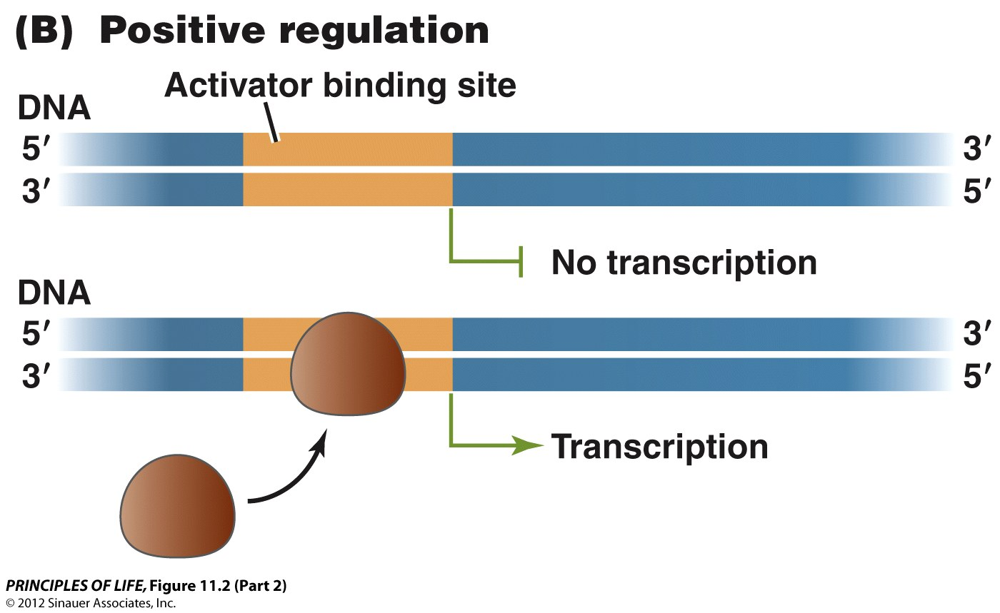 (B) Positive regulation
Activator binding site
DNA
5′ 3′
3′ 5′
No transcription
DNA
5′ 3′
3′ 5′
Transcription
PRINCIPLES OF LIFE, Figure 11.2 (Part 2)
© 2012 Sinauer Associates, Inc.